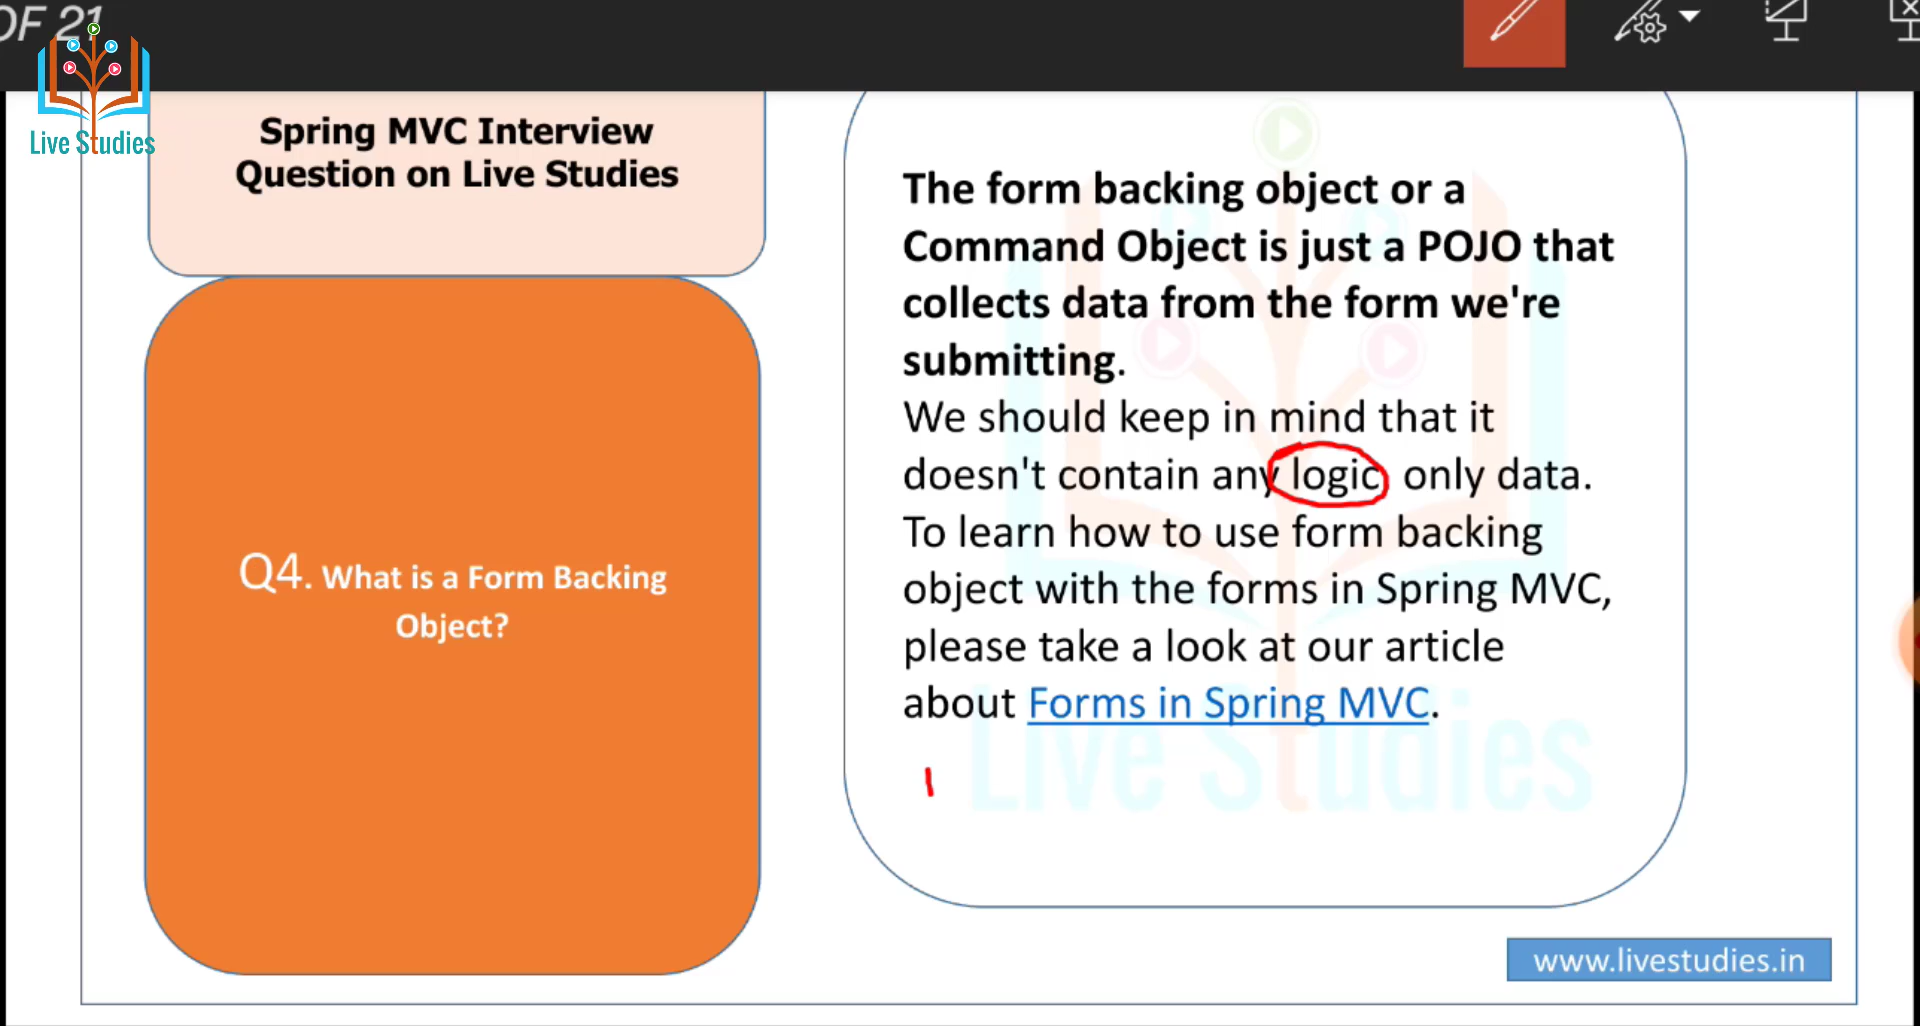 OF 21
Live Studies
Spring MVC Interview
Question on Live Studies
Q4. What is a Form Backing
Object?
The form backing object or a
Command Object is just a POJO that
collects data from the form we're
submitting.
We should keep in mind that it
doesn't contain any logic only data.
To learn how to use form backing
object with the forms in Spring MVC,
please take a look at our article
about Forms in Spring MVC.
Live Studies
www.livestudies.in